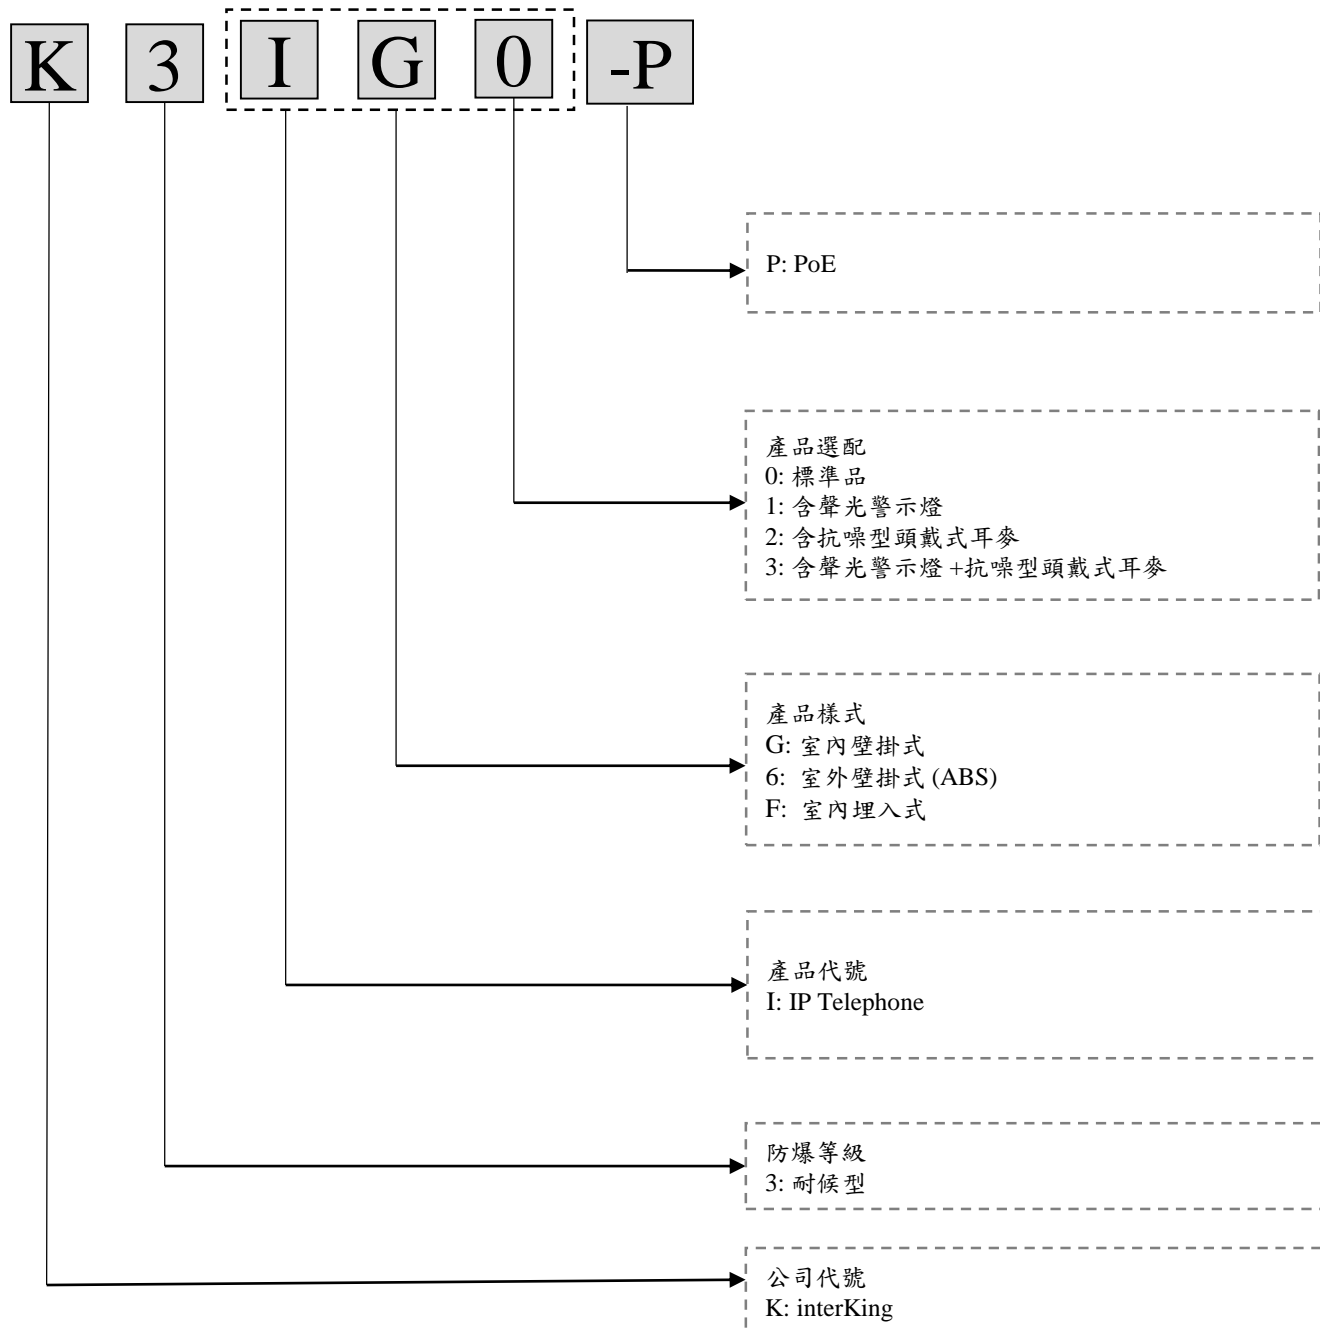 K 3 I G 0 -P
P: PoE
產品選配
0: 標準品
1: 含聲光警示燈
2: 含抗噪型頭戴式耳麥
3: 含聲光警示燈 +抗噪型頭戴式耳麥
產品樣式
G: 室內壁掛式
6: 室外壁掛式 (ABS)
F: 室內埋入式
產品代號
I: IP Telephone
防爆等級
3: 耐候型
公司代號
K: interKing